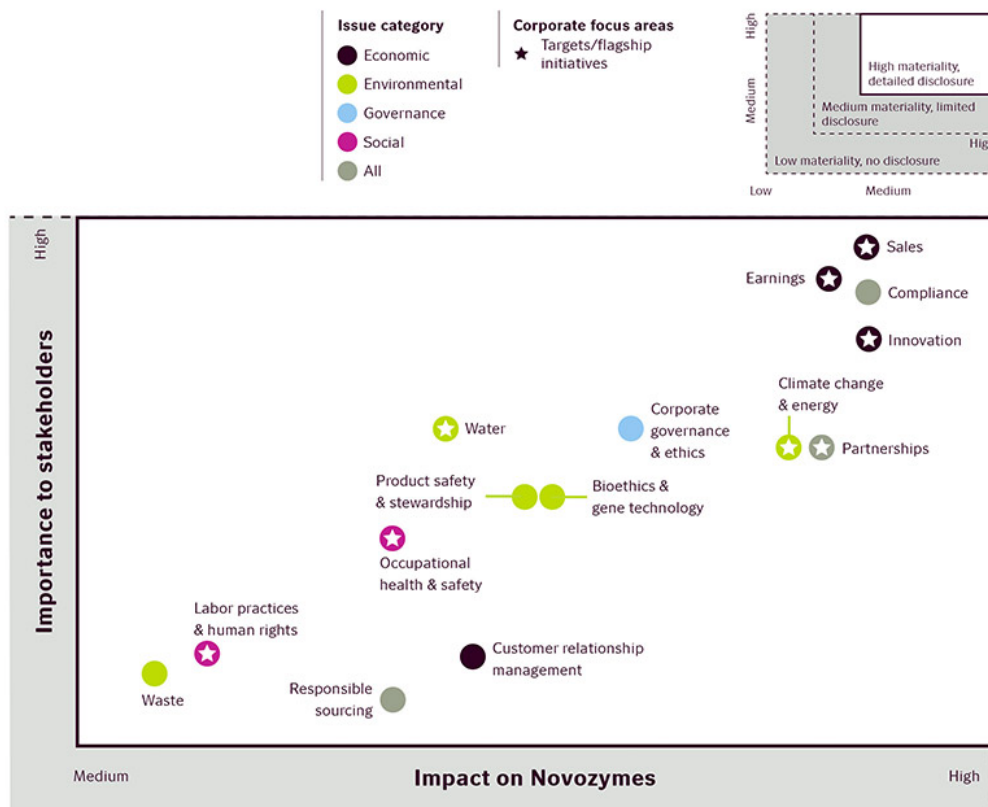 Issue category
Economic
Environmental
Governance
Social
All
Corporate focus areas
Targets/flagship
initiatives
High
Medium
High materiality,
detailed disclosure
Medium materiality, limited
disclosure
High
Low materiality, no disclosure
Low
Medium
High
Importance to stakeholders
Sales
Earnings
Compliance
Innovation
Climate change
& energy
Partnerships
Corporate
governance
& ethics
Water
Product safety
& stewardship
Bioethics &
gene technology
Occupational
health & safety
Labor practices
& human rights
Customer relationship
management
Waste
Responsible
sourcing
Medium
Impact on Novozymes
High